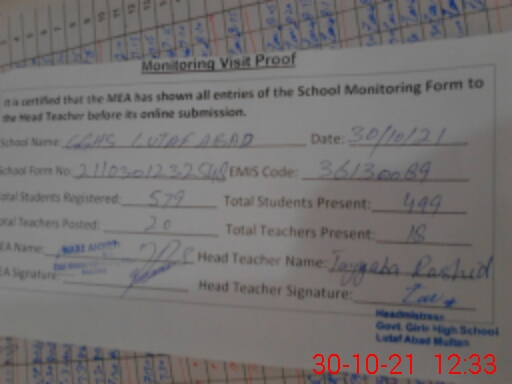 Monitoring Visit Proof
It is certified that the MEA has shown all entries of the School Monitoring Form to
the Head Teacher before its online submission.
School Name: GGHS LUTAF ABAD Date: 30/10/21
School Form No: EMIS Code: 36130089
Total Students Registered: 579 Total Students Present: 499
Total Teachers Posted: 20 Total Teachers Present: 18
MEA Name: Head Teacher Name: Tayyaba Rashid
MEA Signature: Head Teacher Signature:
Headmistress
Govt. Girls High School
Lutaf Abad Multan
30-10-21 12:33